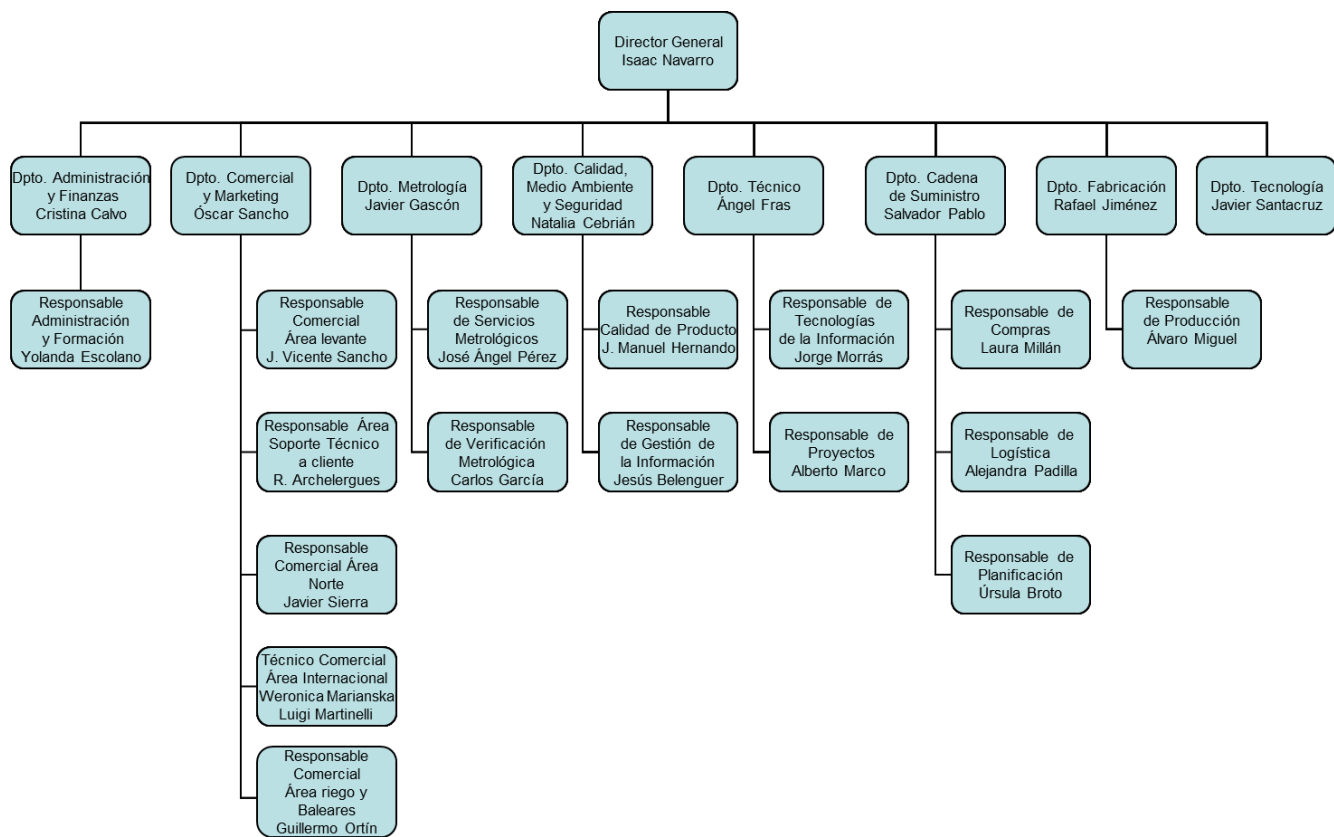 Director General
Isaac Navarro
Dpto. Administración
y Finanzas
Cristina Calvo
Dpto. Comercial
y Marketing
Óscar Sancho
Dpto. Metrología
Javier Gascón
Dpto. Calidad,
Medio Ambiente
y Seguridad
Natalia Cebrián
Dpto. Técnico
Ángel Fras
Dpto. Cadena
de Suministro
Salvador Pablo
Dpto. Fabricación
Rafael Jiménez
Dpto. Tecnología
Javier Santacruz
Responsable
Administración
y Formación
Yolanda Escolano
Responsable
Comercial
Área levante
J. Vicente Sancho
Responsable
de Servicios
Metrológicos
José Ángel Pérez
Responsable
Calidad de Producto
J. Manuel Hernando
Responsable de
Tecnologías
de la Información
Jorge Morrás
Responsable de
Compras
Laura Millán
Responsable
de Producción
Álvaro Miguel
Responsable Área
Soporte Técnico
a cliente
R. Archelergues
Responsable
de Verificación
Metrológica
Carlos García
Responsable
de Gestión de
la Información
Jesús Belenguer
Responsable de
Proyectos
Alberto Marco
Responsable de
Logística
Alejandra Padilla
Responsable
Comercial Área
Norte
Javier Sierra
Responsable de
Planificación
Úrsula Broto
Técnico Comercial
Área Internacional
Weronica Marianska
Luigi Martinelli
Responsable
Comercial
Área riego y
Baleares
Guillermo Ortín